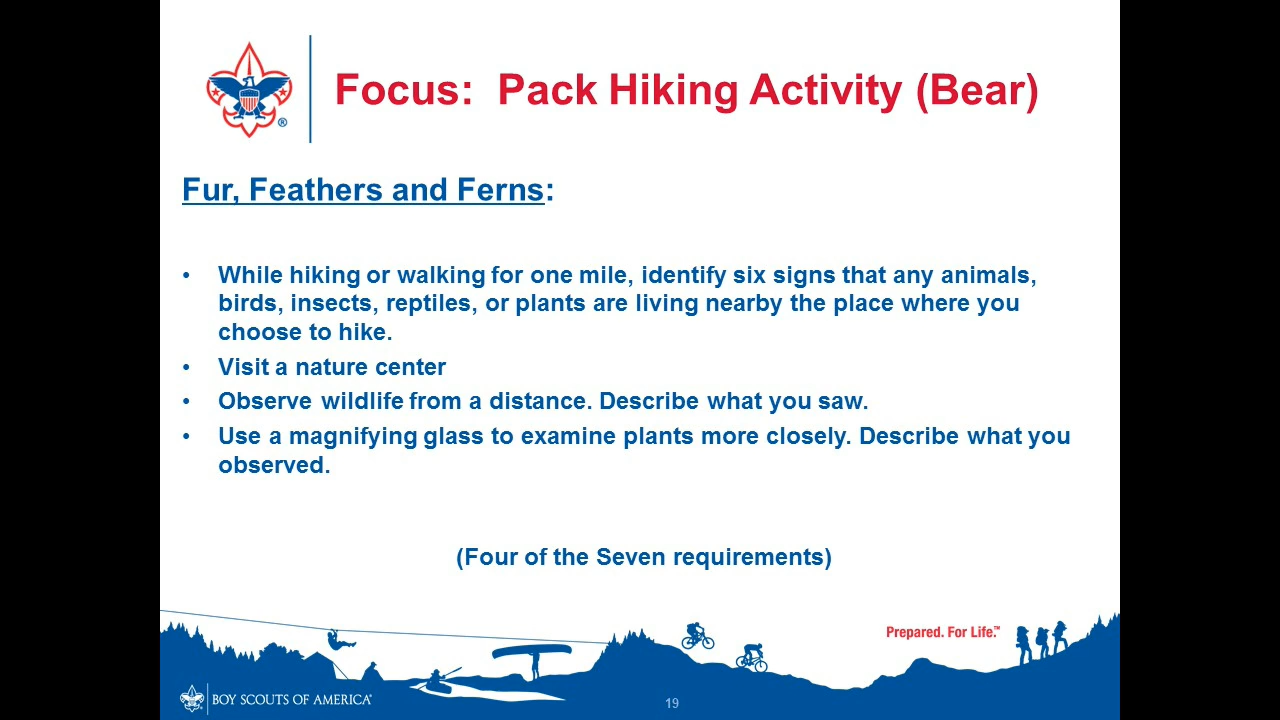 Focus:  Pack Hiking Activity (Bear)
®
Fur, Feathers and Ferns:
• While hiking or walking for one mile, identify six signs that any animals,
birds, insects, reptiles, or plants are living nearby the place where you
choose to hike.
• Visit a nature center
• Observe wildlife from a distance. Describe what you saw.
• Use a magnifying glass to examine plants more closely. Describe what you
observed.
(Four of the Seven requirements)
Prepared. For Life.™
BOY SCOUTS OF AMERICA®
19